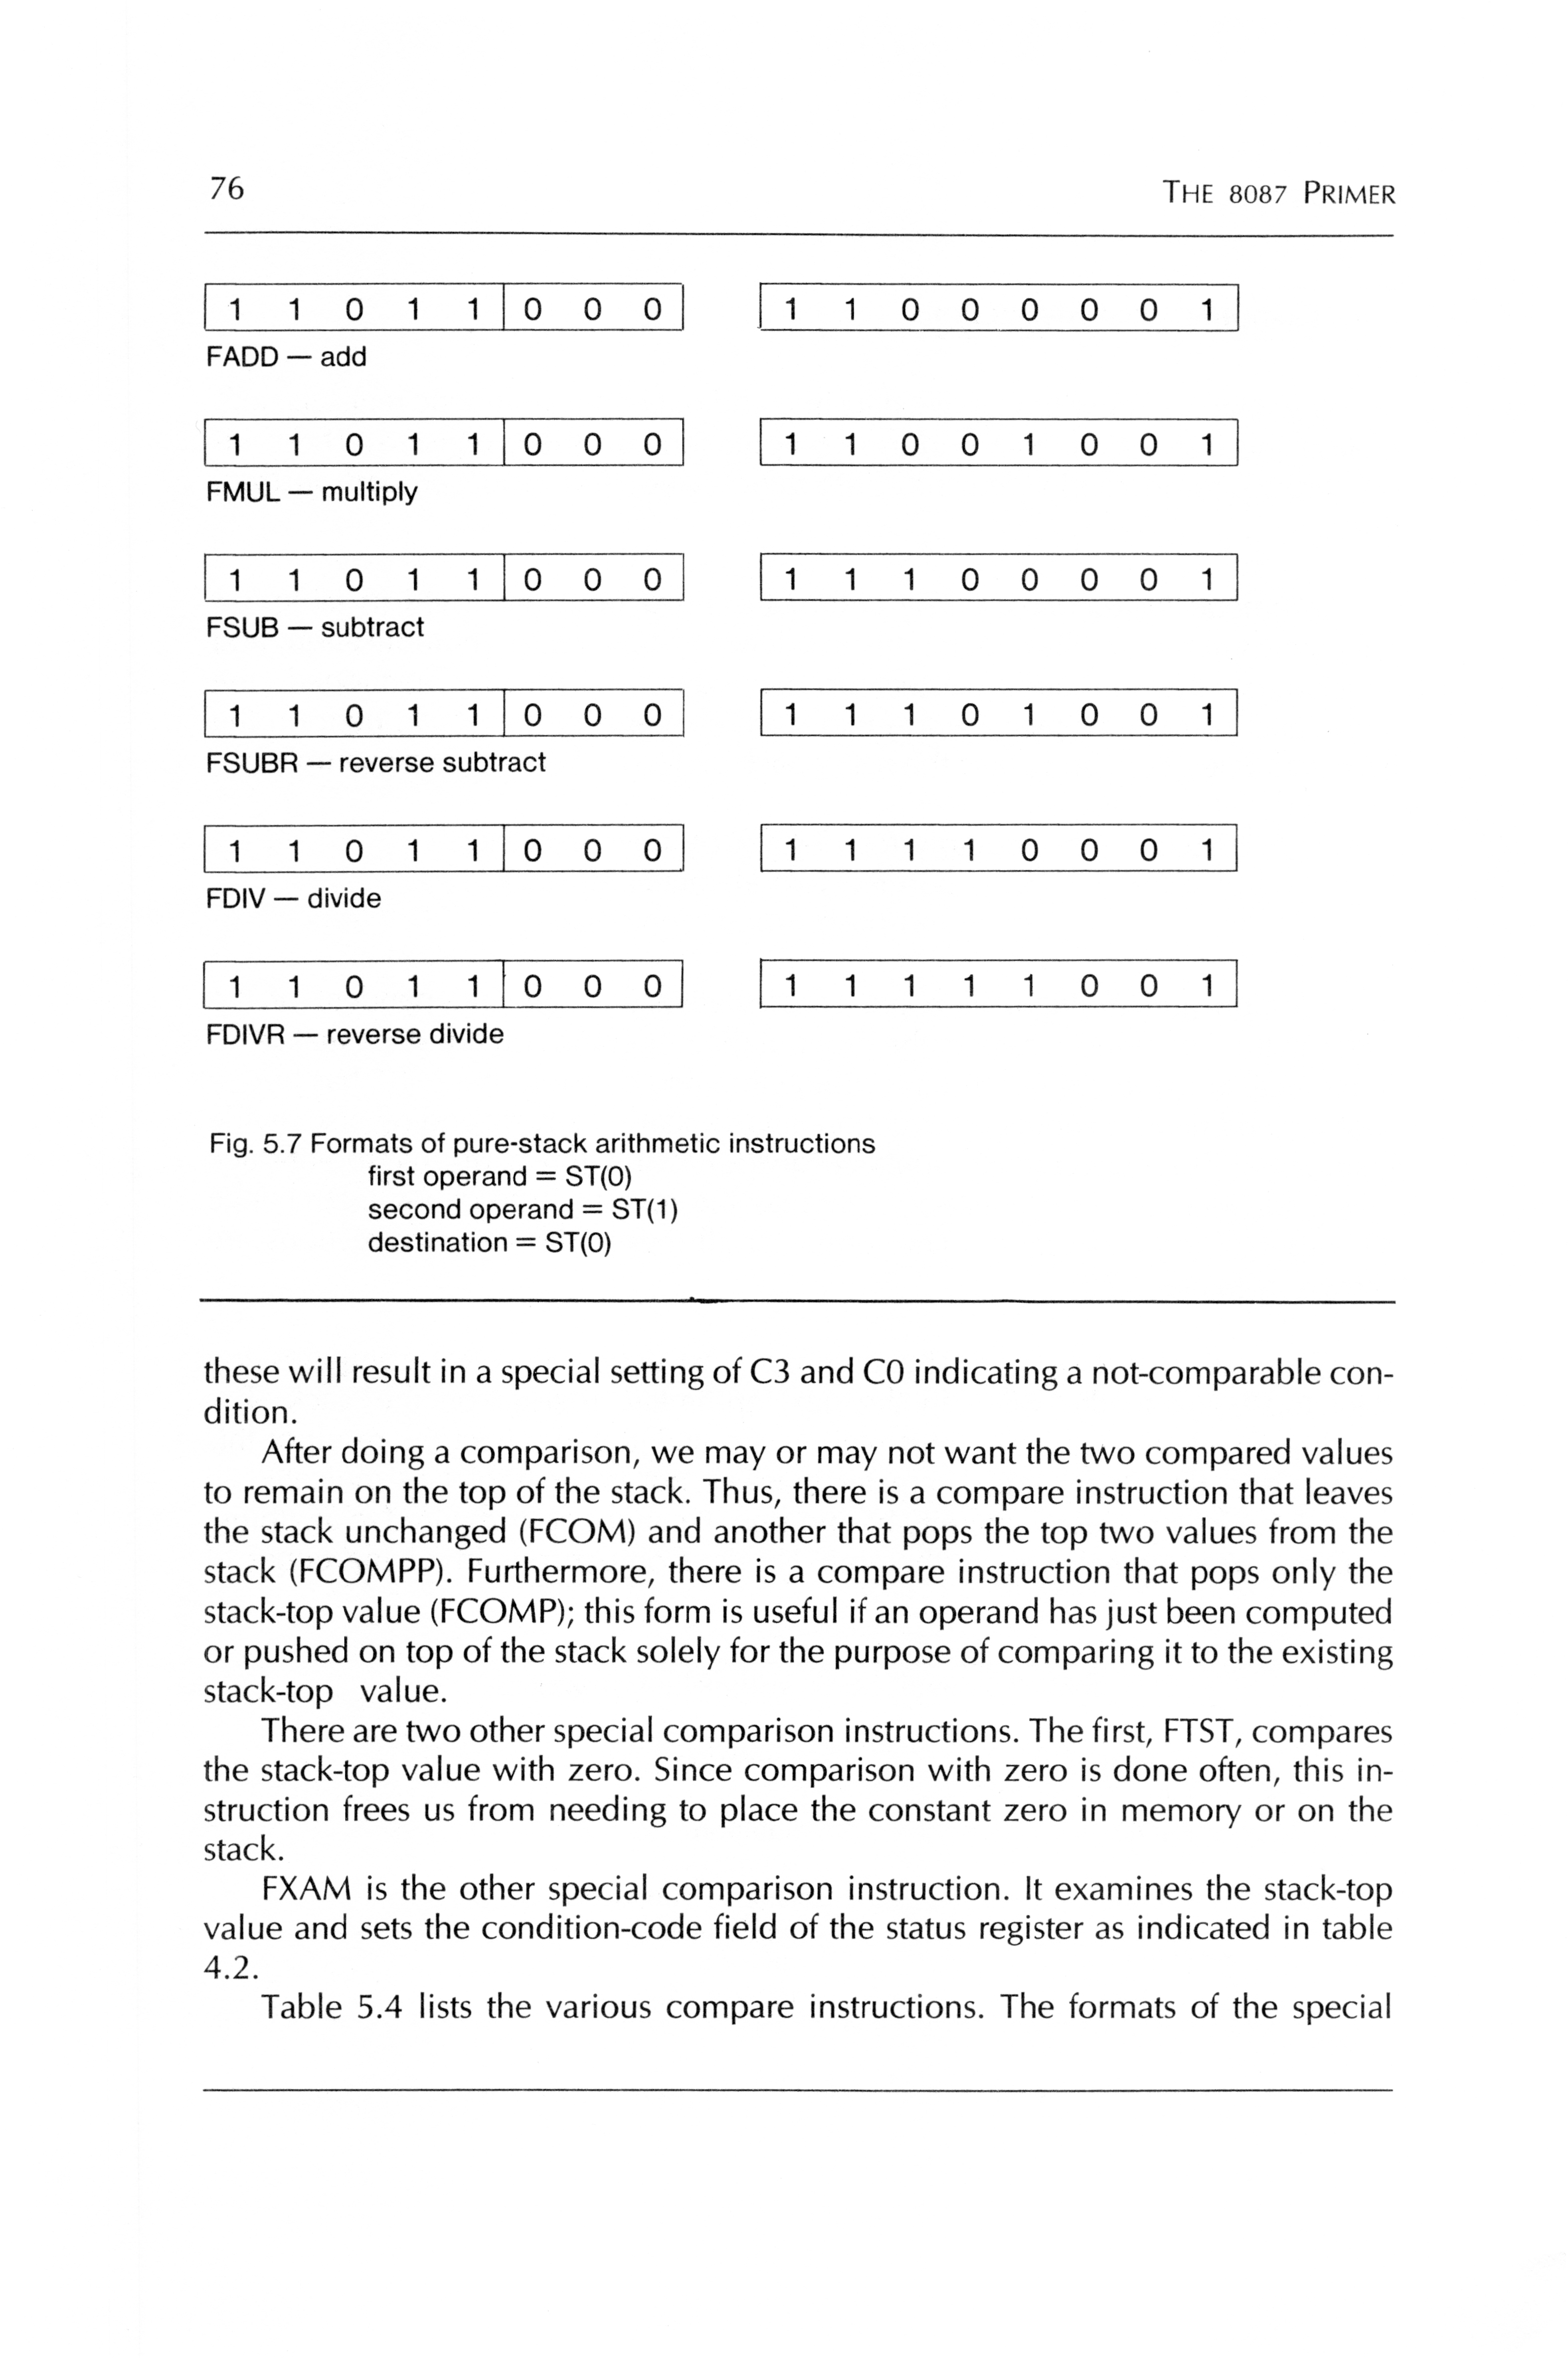 76 THE 8087 PRIMER
1 1 0 1 1 0 0 0 1 1 0 0 0 0 0 1
FADD — add
1 1 0 1 1 0 0 0 1 1 0 0 1 0 0 1
FMUL — multiply
1 1 0 1 1 0 0 0 1 1 1 0 0 0 0 1
FSUB — subtract
1 1 0 1 1 0 0 0 1 1 1 0 1 0 0 1
FSUBR — reverse subtract
1 1 0 1 1 0 0 0 1 1 1 1 0 0 0 1
FDIV — divide
1 1 0 1 1 0 0 0 1 1 1 1 1 0 0 1
FDIVR — reverse divide
Fig. 5.7 Formats of pure-stack arithmetic instructions
first operand = ST(0)
second operand = ST(1)
destination = ST(0)
these will result in a special setting of C3 and C0 indicating a not-comparable con-
dition.
After doing a comparison, we may or may not want the two compared values
to remain on the top of the stack. Thus, there is a compare instruction that leaves
the stack unchanged (FCOM) and another that pops the top two values from the
stack (FCOMPP). Furthermore, there is a compare instruction that pops only the
stack-top value (FCOMP); this form is useful if an operand has just been computed
or pushed on top of the stack solely for the purpose of comparing it to the existing
stack-top value.
There are two other special comparison instructions. The first, FTST, compares
the stack-top value with zero. Since comparison with zero is done often, this in-
struction frees us from needing to place the constant zero in memory or on the
stack.
FXAM is the other special comparison instruction. It examines the stack-top
value and sets the condition-code field of the status register as indicated in table
4.2.
Table 5.4 lists the various compare instructions. The formats of the special